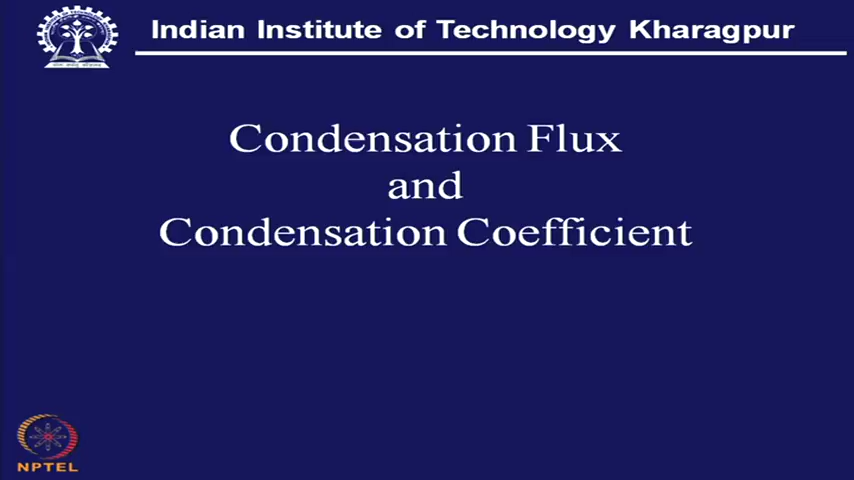 Indian Institute of Technology Kharagpur
Condensation Flux
and
Condensation Coefficient
NPTEL